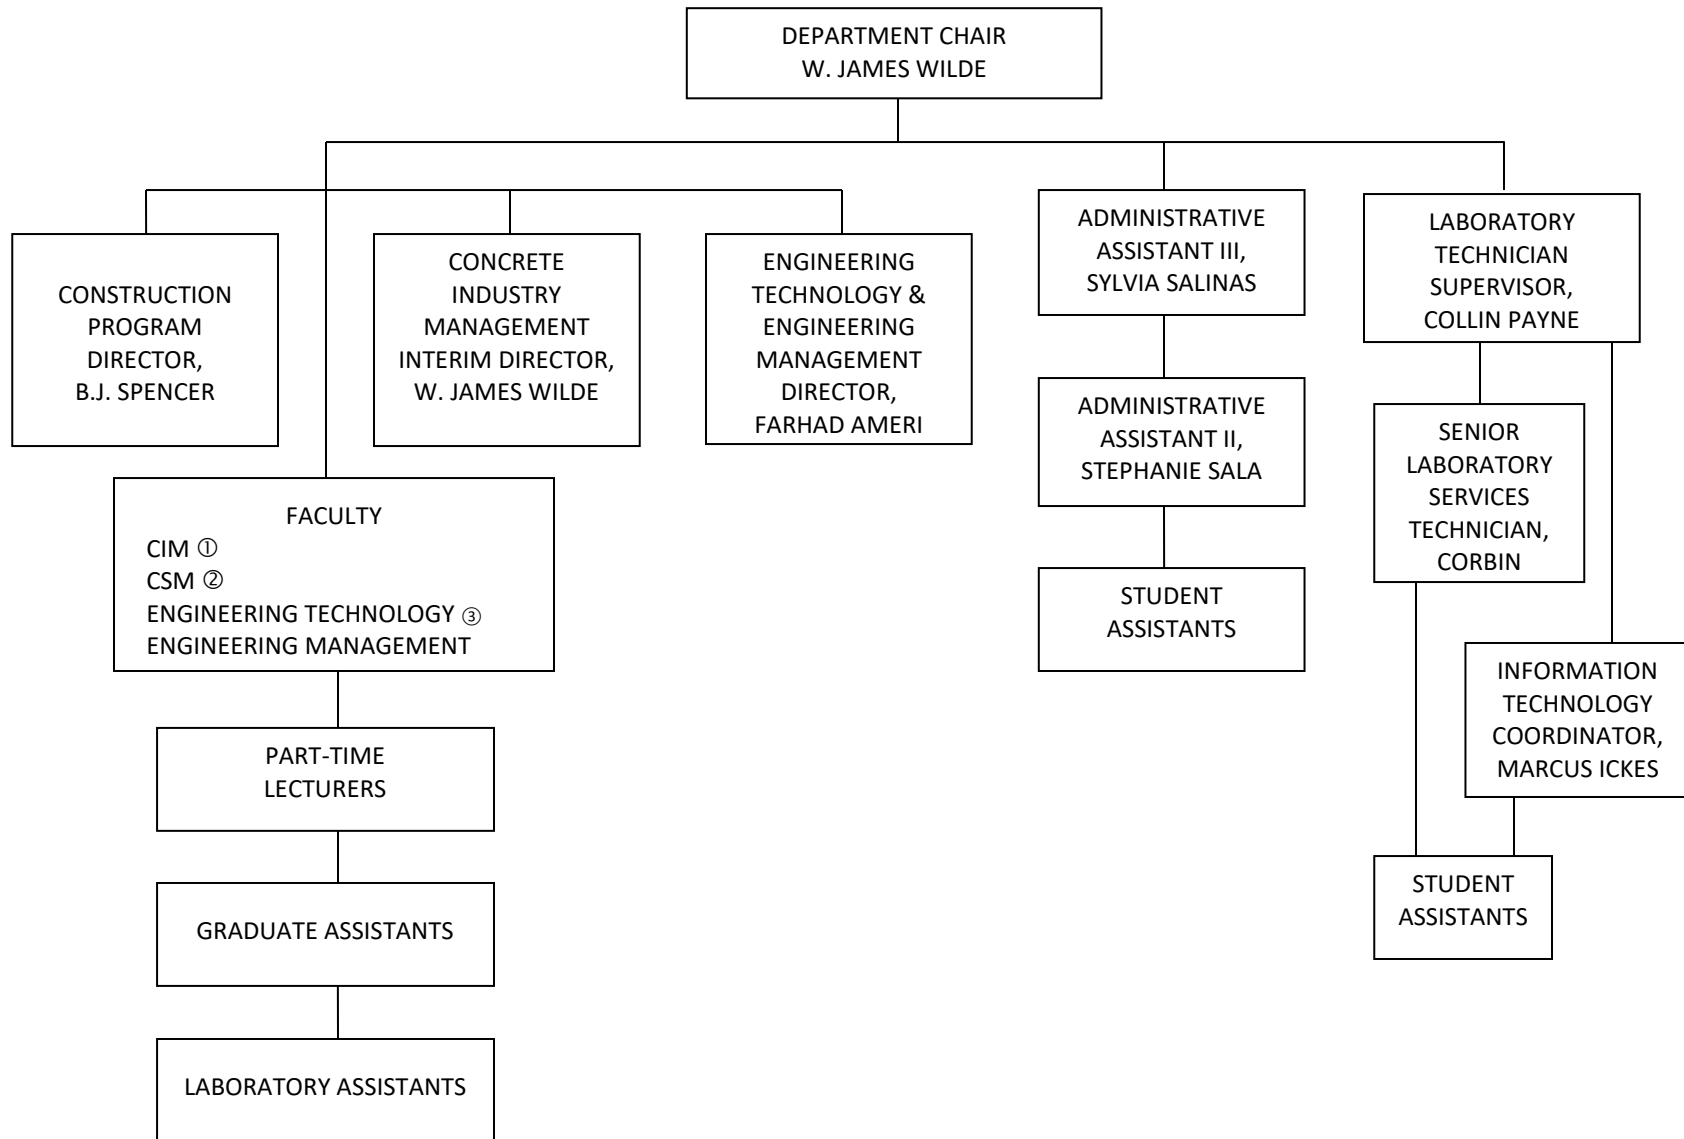 DEPARTMENT CHAIR
W. JAMES WILDE
CONSTRUCTION
PROGRAM
DIRECTOR,
B.J. SPENCER
CONCRETE
INDUSTRY
MANAGEMENT
INTERIM DIRECTOR,
W. JAMES WILDE
ENGINEERING
TECHNOLOGY &
ENGINEERING
MANAGEMENT
DIRECTOR,
FARHAD AMERI
ADMINISTRATIVE
ASSISTANT III,
SYLVIA SALINAS
LABORATORY
TECHNICIAN
SUPERVISOR,
COLLIN PAYNE
ADMINISTRATIVE
ASSISTANT II,
STEPHANIE SALA
SENIOR
LABORATORY
SERVICES
TECHNICIAN,
CORBIN
FACULTY
CIM ①
CSM ②
ENGINEERING TECHNOLOGY ③
ENGINEERING MANAGEMENT
STUDENT
ASSISTANTS
INFORMATION
TECHNOLOGY
COORDINATOR,
MARCUS ICKES
PART-TIME
LECTURERS
STUDENT
ASSISTANTS
GRADUATE ASSISTANTS
LABORATORY ASSISTANTS